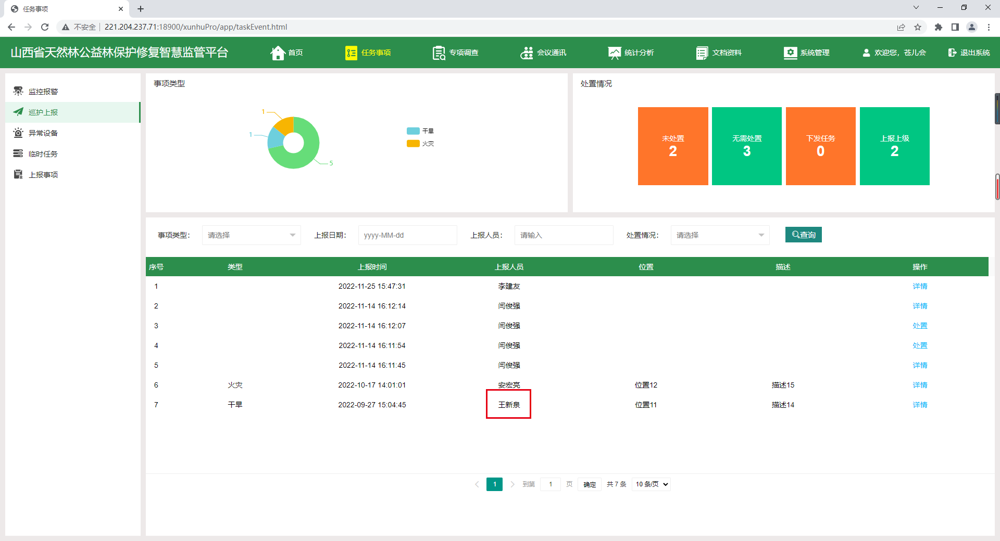 任务事项
不安全 221.204.237.71:18900/xunhuPro/app/taskEvent.html
山西省天然林公益林保护修复智慧监管平台 首页 任务事项 专项调查 会议通讯 统计分析 文档资料 系统管理 欢迎您，苍儿会 退出系统
监控报警
巡护上报
异常设备
临时任务
上报事项
事项类型
1
1
5
干旱
火灾
处置情况
未处置 无需处置 下发任务 上报上级
2 3 0 2
事项类型： 请选择 上报日期： yyyy-MM-dd 上报人员： 请输入 处置情况： 请选择 查询
序号 类型 上报时间 上报人员 位置 描述 操作
1 2022-11-25 15:47:31 李建友 详情
2 2022-11-14 16:12:14 闫俊强 详情
3 2022-11-14 16:12:07 闫俊强 处置
4 2022-11-14 16:11:54 闫俊强 处置
5 2022-11-14 16:11:45 闫俊强 详情
6 火灾 2022-10-17 14:01:01 安宏亮 位置12 描述15 详情
7 干旱 2022-09-27 15:04:45 王新泉 位置11 描述14 详情
1 到第 1 页 确定 共 7 条 10 条/页